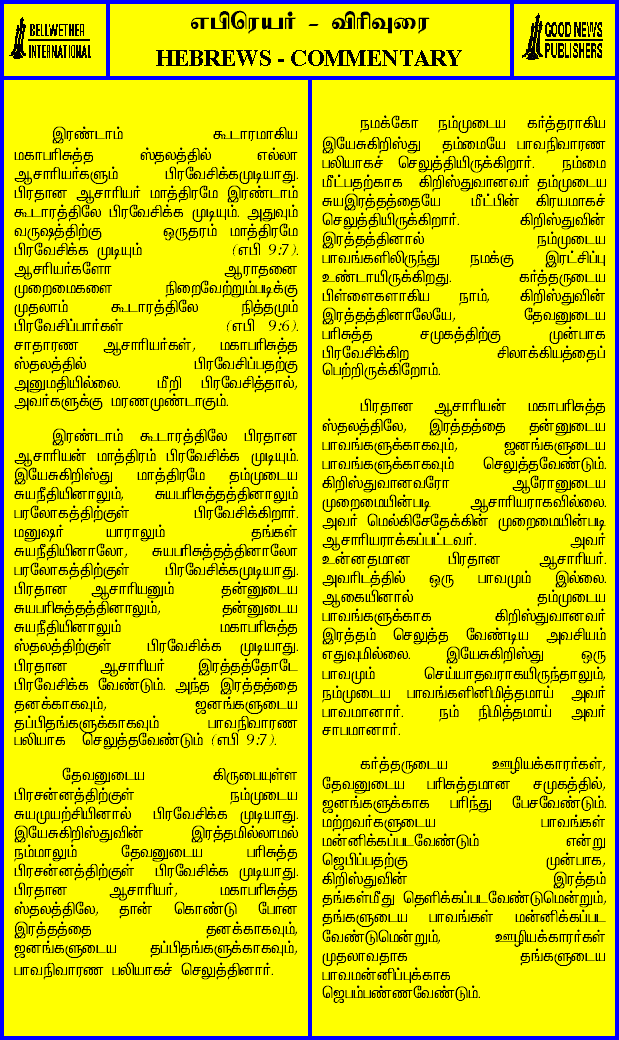 BELLWETHER
INTERNATIONAL
எபிரெயர் - விரிவுரை
HEBREWS - COMMENTARY
GOOD NEWS
PUBLISHERS
இரண்டாம் கூடாரமாகிய
மகாபரிசுத்த ஸ்தலத்தில் எல்லா
ஆசாரியர்களும் பிரவேசிக்கமுடியாது.
பிரதான ஆசாரியர் மாத்திரமே இரண்டாம்
கூடாரத்திலே பிரவேசிக்க முடியும். அதுவும்
வருஷத்திற்கு ஒருதரம் மாத்திரமே
பிரவேசிக்க முடியும் (எபி 9:7).
ஆசாரியர்களோ ஆராதனை
முறைமைகளை நிறைவேற்றும்படிக்கு
முதலாம் கூடாரத்திலே நித்தமும்
பிரவேசிப்பார்கள் (எபி 9:6).
சாதாரண ஆசாரியர்கள், மகாபரிசுத்த
ஸ்தலத்தில் பிரவேசிப்பதற்கு
அனுமதியில்லை. மீறி பிரவேசித்தால்,
அவர்களுக்கு மரணமுண்டாகும்.
இரண்டாம் கூடாரத்திலே பிரதான
ஆசாரியன் மாத்திரம் பிரவேசிக்க முடியும்.
இயேசுகிறிஸ்து மாத்திரமே தம்முடைய
சுயநீதியினாலும், சுயபரிசுத்தத்தினாலும்
பரலோகத்திற்குள் பிரவேசிக்கிறார்.
மனுஷர் யாராலும் தங்கள்
சுயநீதியினாலோ, சுயபரிசுத்தத்தினாலோ
பரலோகத்திற்குள் பிரவேசிக்கமுடியாது.
பிரதான ஆசாரியனும் தன்னுடைய
சுயபரிசுத்தத்தினாலும், தன்னுடைய
சுயநீதியினாலும் மகாபரிசுத்த
ஸ்தலத்திற்குள் பிரவேசிக்க முடியாது.
பிரதான ஆசாரியர் இரத்தத்தோடே
பிரவேசிக்க வேண்டும். அந்த இரத்தத்தை
தனக்காகவும், ஜனங்களுடைய
தப்பிதங்களுக்காகவும் பாவநிவாரண
பலியாக செலுத்தவேண்டும் (எபி 9:7).
தேவனுடைய கிருபையுள்ள
பிரசன்னத்திற்குள் நம்முடைய
சுயமுயற்சியினால் பிரவேசிக்க முடியாது.
இயேசுகிறிஸ்துவின் இரத்தமில்லாமல்
நம்மாலும் தேவனுடைய பரிசுத்த
பிரசன்னத்திற்குள் பிரவேசிக்க முடியாது.
பிரதான ஆசாரியர், மகாபரிசுத்த
ஸ்தலத்திலே, தான் கொண்டு போன
இரத்தத்தை தனக்காகவும்,
ஜனங்களுடைய தப்பிதங்களுக்காகவும்,
பாவநிவாரண பலியாகச் செலுத்தினார்.
நமக்கோ நம்முடைய கர்த்தராகிய
இயேசுகிறிஸ்து தம்மையே பாவநிவாரண
பலியாகச் செலுத்தியிருக்கிறார். நம்மை
மீட்பதற்காக கிறிஸ்துவானவர் தம்முடைய
சுயஇரத்தத்தையே மீட்பின் கிரயமாகச்
செலுத்தியிருக்கிறார். கிறிஸ்துவின்
இரத்தத்தினால் நம்முடைய
பாவங்களிலிருந்து நமக்கு இரட்சிப்பு
உண்டாயிருக்கிறது. கர்த்தருடைய
பிள்ளைகளாகிய நாம், கிறிஸ்துவின்
இரத்தத்தினாலேயே, தேவனுடைய
பரிசுத்த சமுகத்திற்கு முன்பாக
பிரவேசிக்கிற சிலாக்கியத்தைப்
பெற்றிருக்கிறோம்.
பிரதான ஆசாரியன் மகாபரிசுத்த
ஸ்தலத்திலே, இரத்தத்தை தன்னுடைய
பாவங்களுக்காகவும், ஜனங்களுடைய
பாவங்களுக்காகவும் செலுத்தவேண்டும்.
கிறிஸ்துவானவரோ ஆரோனுடைய
முறைமையின்படி ஆசாரியராகவில்லை.
அவர் மெல்கிசேதேக்கின் முறைமையின்படி
ஆசாரியராக்கப்பட்டவர். அவர்
உன்னதமான பிரதான ஆசாரியர்.
அவரிடத்தில் ஒரு பாவமும் இல்லை.
ஆகையினால் தம்முடைய
பாவங்களுக்காக கிறிஸ்துவானவர்
இரத்தம் செலுத்த வேண்டிய அவசியம்
எதுவுமில்லை. இயேசுகிறிஸ்து ஒரு
பாவமும் செய்யாதவராகயிருந்தாலும்,
நம்முடைய பாவங்களினிமித்தமாய் அவர்
பாவமானார். நம் நிமித்தமாய் அவர்
சாபமானார்.
கர்த்தருடைய ஊழியக்காரர்கள்,
தேவனுடைய பரிசுத்தமான சமுகத்தில்,
ஜனங்களுக்காக பரிந்து பேசவேண்டும்.
மற்றவர்களுடைய பாவங்கள்
மன்னிக்கப்படவேண்டும் என்று
ஜெபிப்பதற்கு முன்பாக,
கிறிஸ்துவின் இரத்தம்
தங்கள்மீது தெளிக்கப்படவேண்டுமென்றும்,
தங்களுடைய பாவங்கள் மன்னிக்கப்பட
வேண்டுமென்றும், ஊழியக்காரர்கள்
முதலாவதாக தங்களுடைய
பாவமன்னிப்புக்காக
ஜெபம்பண்ணவேண்டும்.